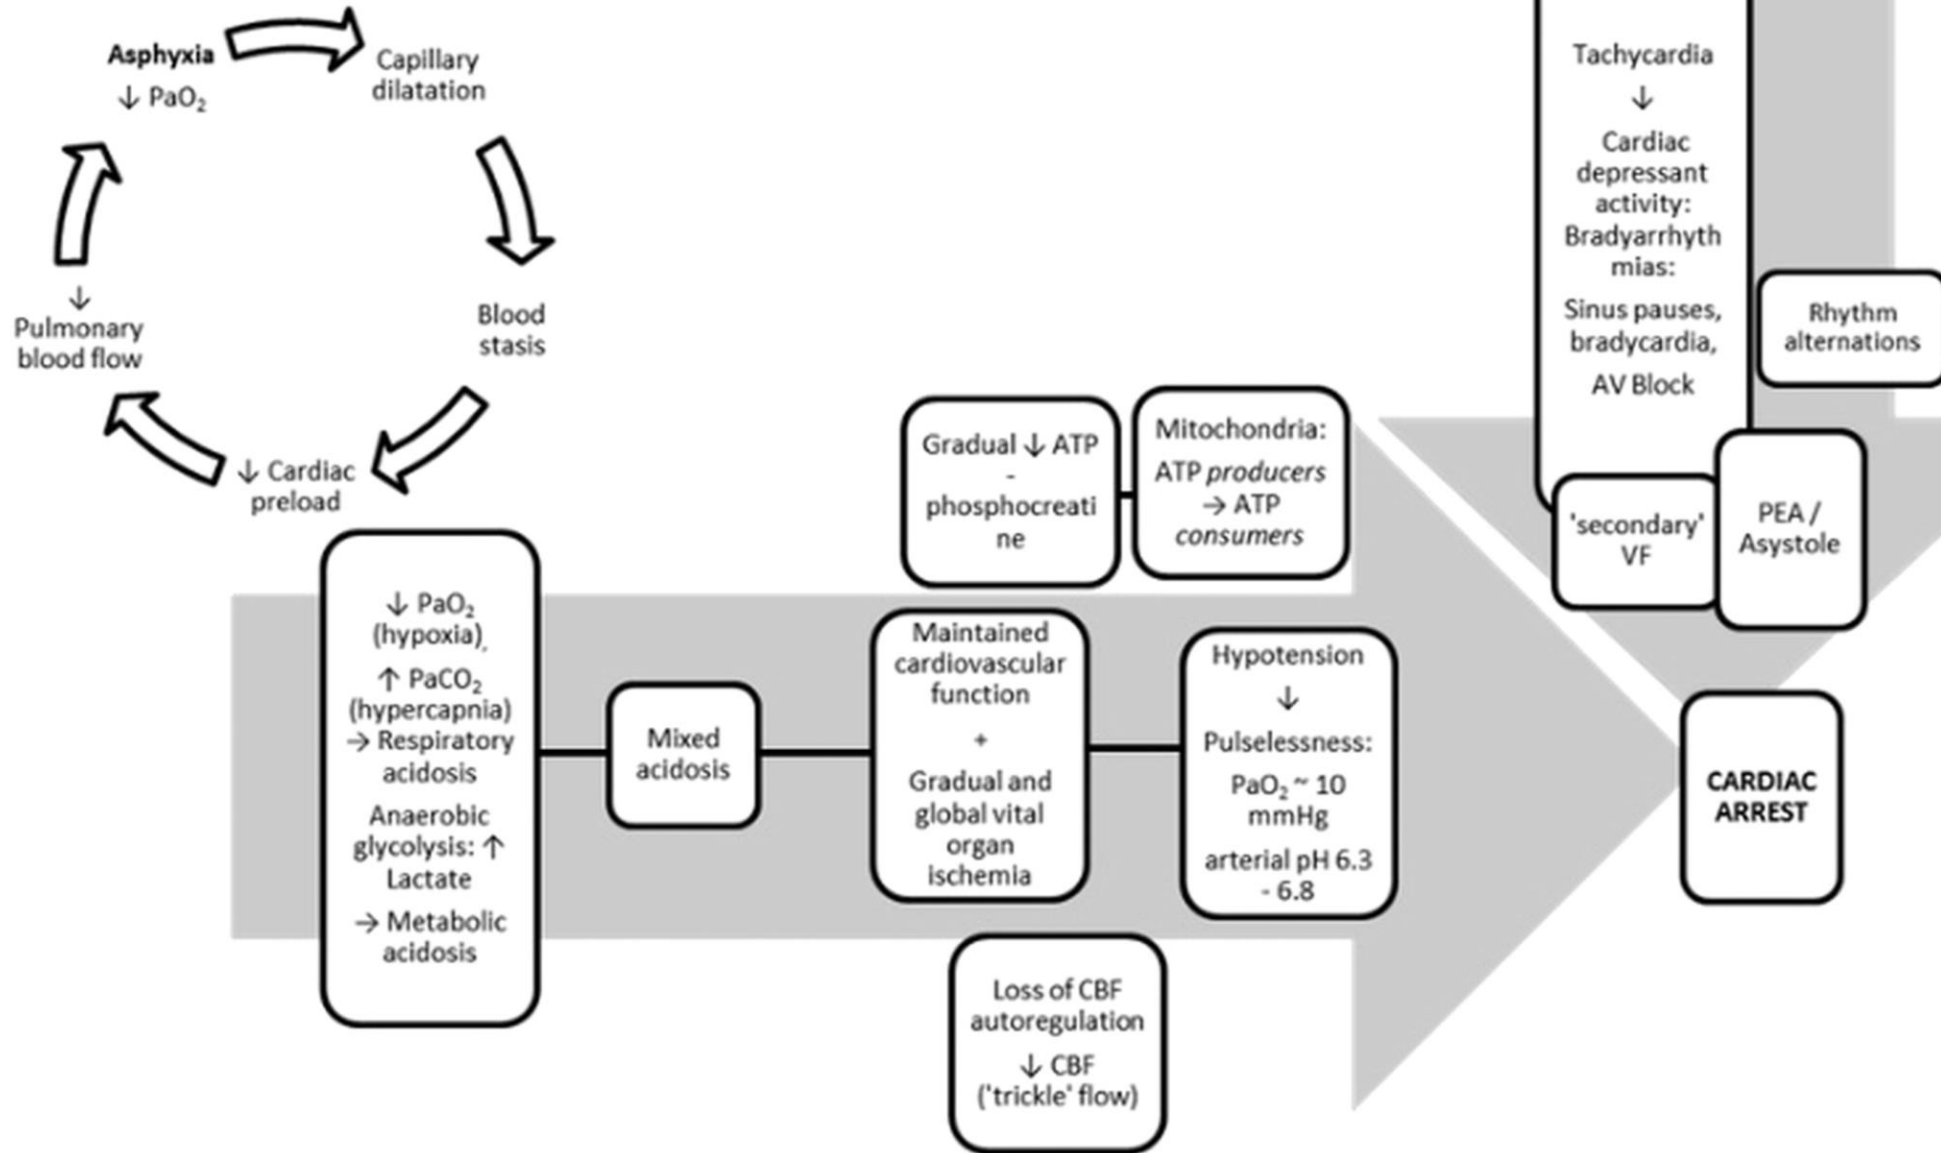 Asphyxia
↓ PaO₂
Capillary
dilatation
Blood
stasis
↓ Cardiac
preload
↓
Pulmonary
blood flow
↓ PaO₂
(hypoxia),
↑ PaCO₂
(hypercapnia)
→ Respiratory
acidosis
Anaerobic
glycolysis: ↑
Lactate
→ Metabolic
acidosis
Mixed
acidosis
Gradual ↓ ATP
-
phosphocreati
ne
Mitochondria:
ATP producers
→ ATP
consumers
Maintained
cardiovascular
function
+
Gradual and
global vital
organ
ischemia
Hypotension
↓
Pulselessness:
PaO₂ ~ 10
mmHg
arterial pH 6.3
- 6.8
Loss of CBF
autoregulation
↓ CBF
('trickle' flow)
Tachycardia
↓
Cardiac
depressant
activity:
Bradyarrhyth
mias:
Sinus pauses,
bradycardia,
AV Block
Rhythm
alternations
'secondary'
VF
PEA /
Asystole
CARDIAC
ARREST